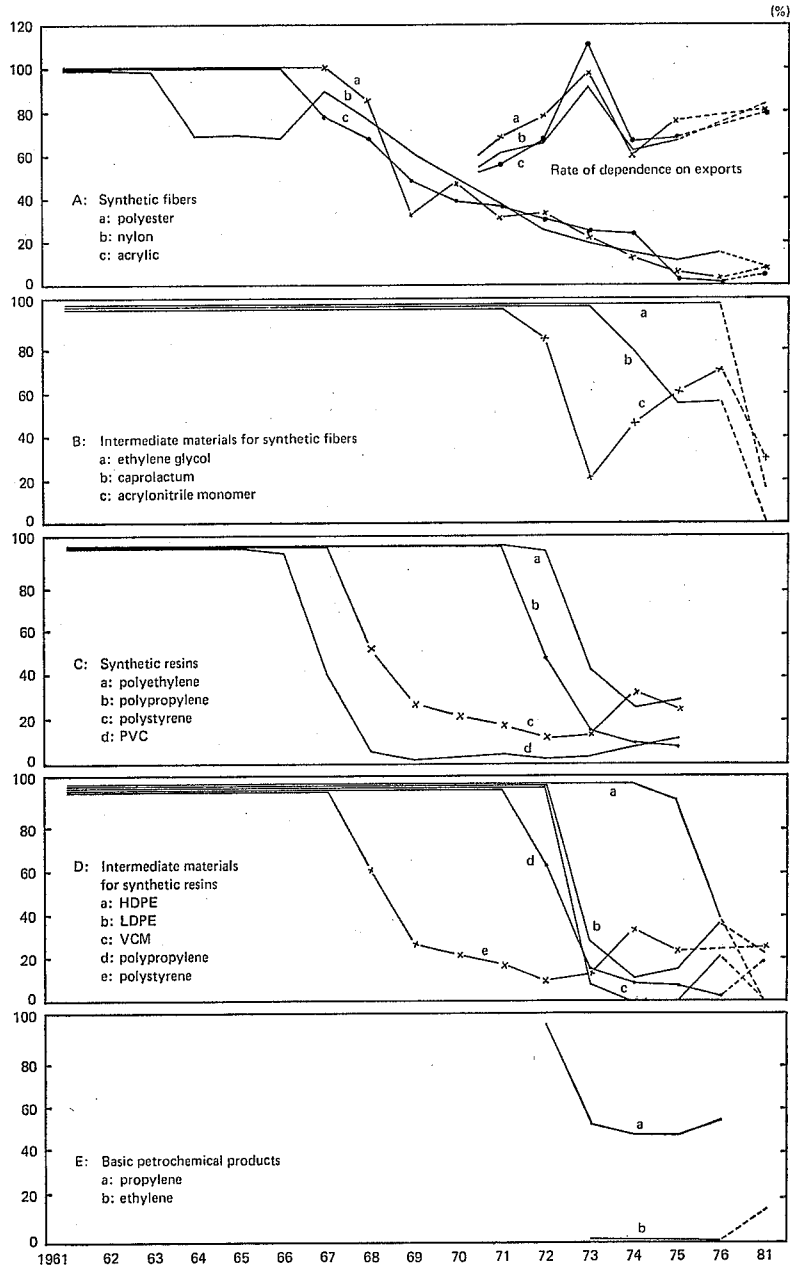 (%)
120
100
80
60
40
20
0
a
b
c
a
b
c
Rate of dependence on exports
A: Synthetic fibers
a: polyester
b: nylon
c: acrylic
100
80
60
40
20
0
a
b
c
B: Intermediate materials for synthetic fibers
a: ethylene glycol
b: caprolactum
c: acrylonitrile monomer
100
80
60
40
20
0
a
b
c
d
C: Synthetic resins
a: polyethylene
b: polypropylene
c: polystyrene
d: PVC
100
80
60
40
20
0
a
d
b
e
c
D: Intermediate materials
for synthetic resins
a: HDPE
b: LDPE
c: VCM
d: polypropylene
e: polystyrene
100
80
60
40
20
0
a
b
E: Basic petrochemical products
a: propylene
b: ethylene
1961 62 63 64 65 66 67 68 69 70 71 72 73 74 75 76 81